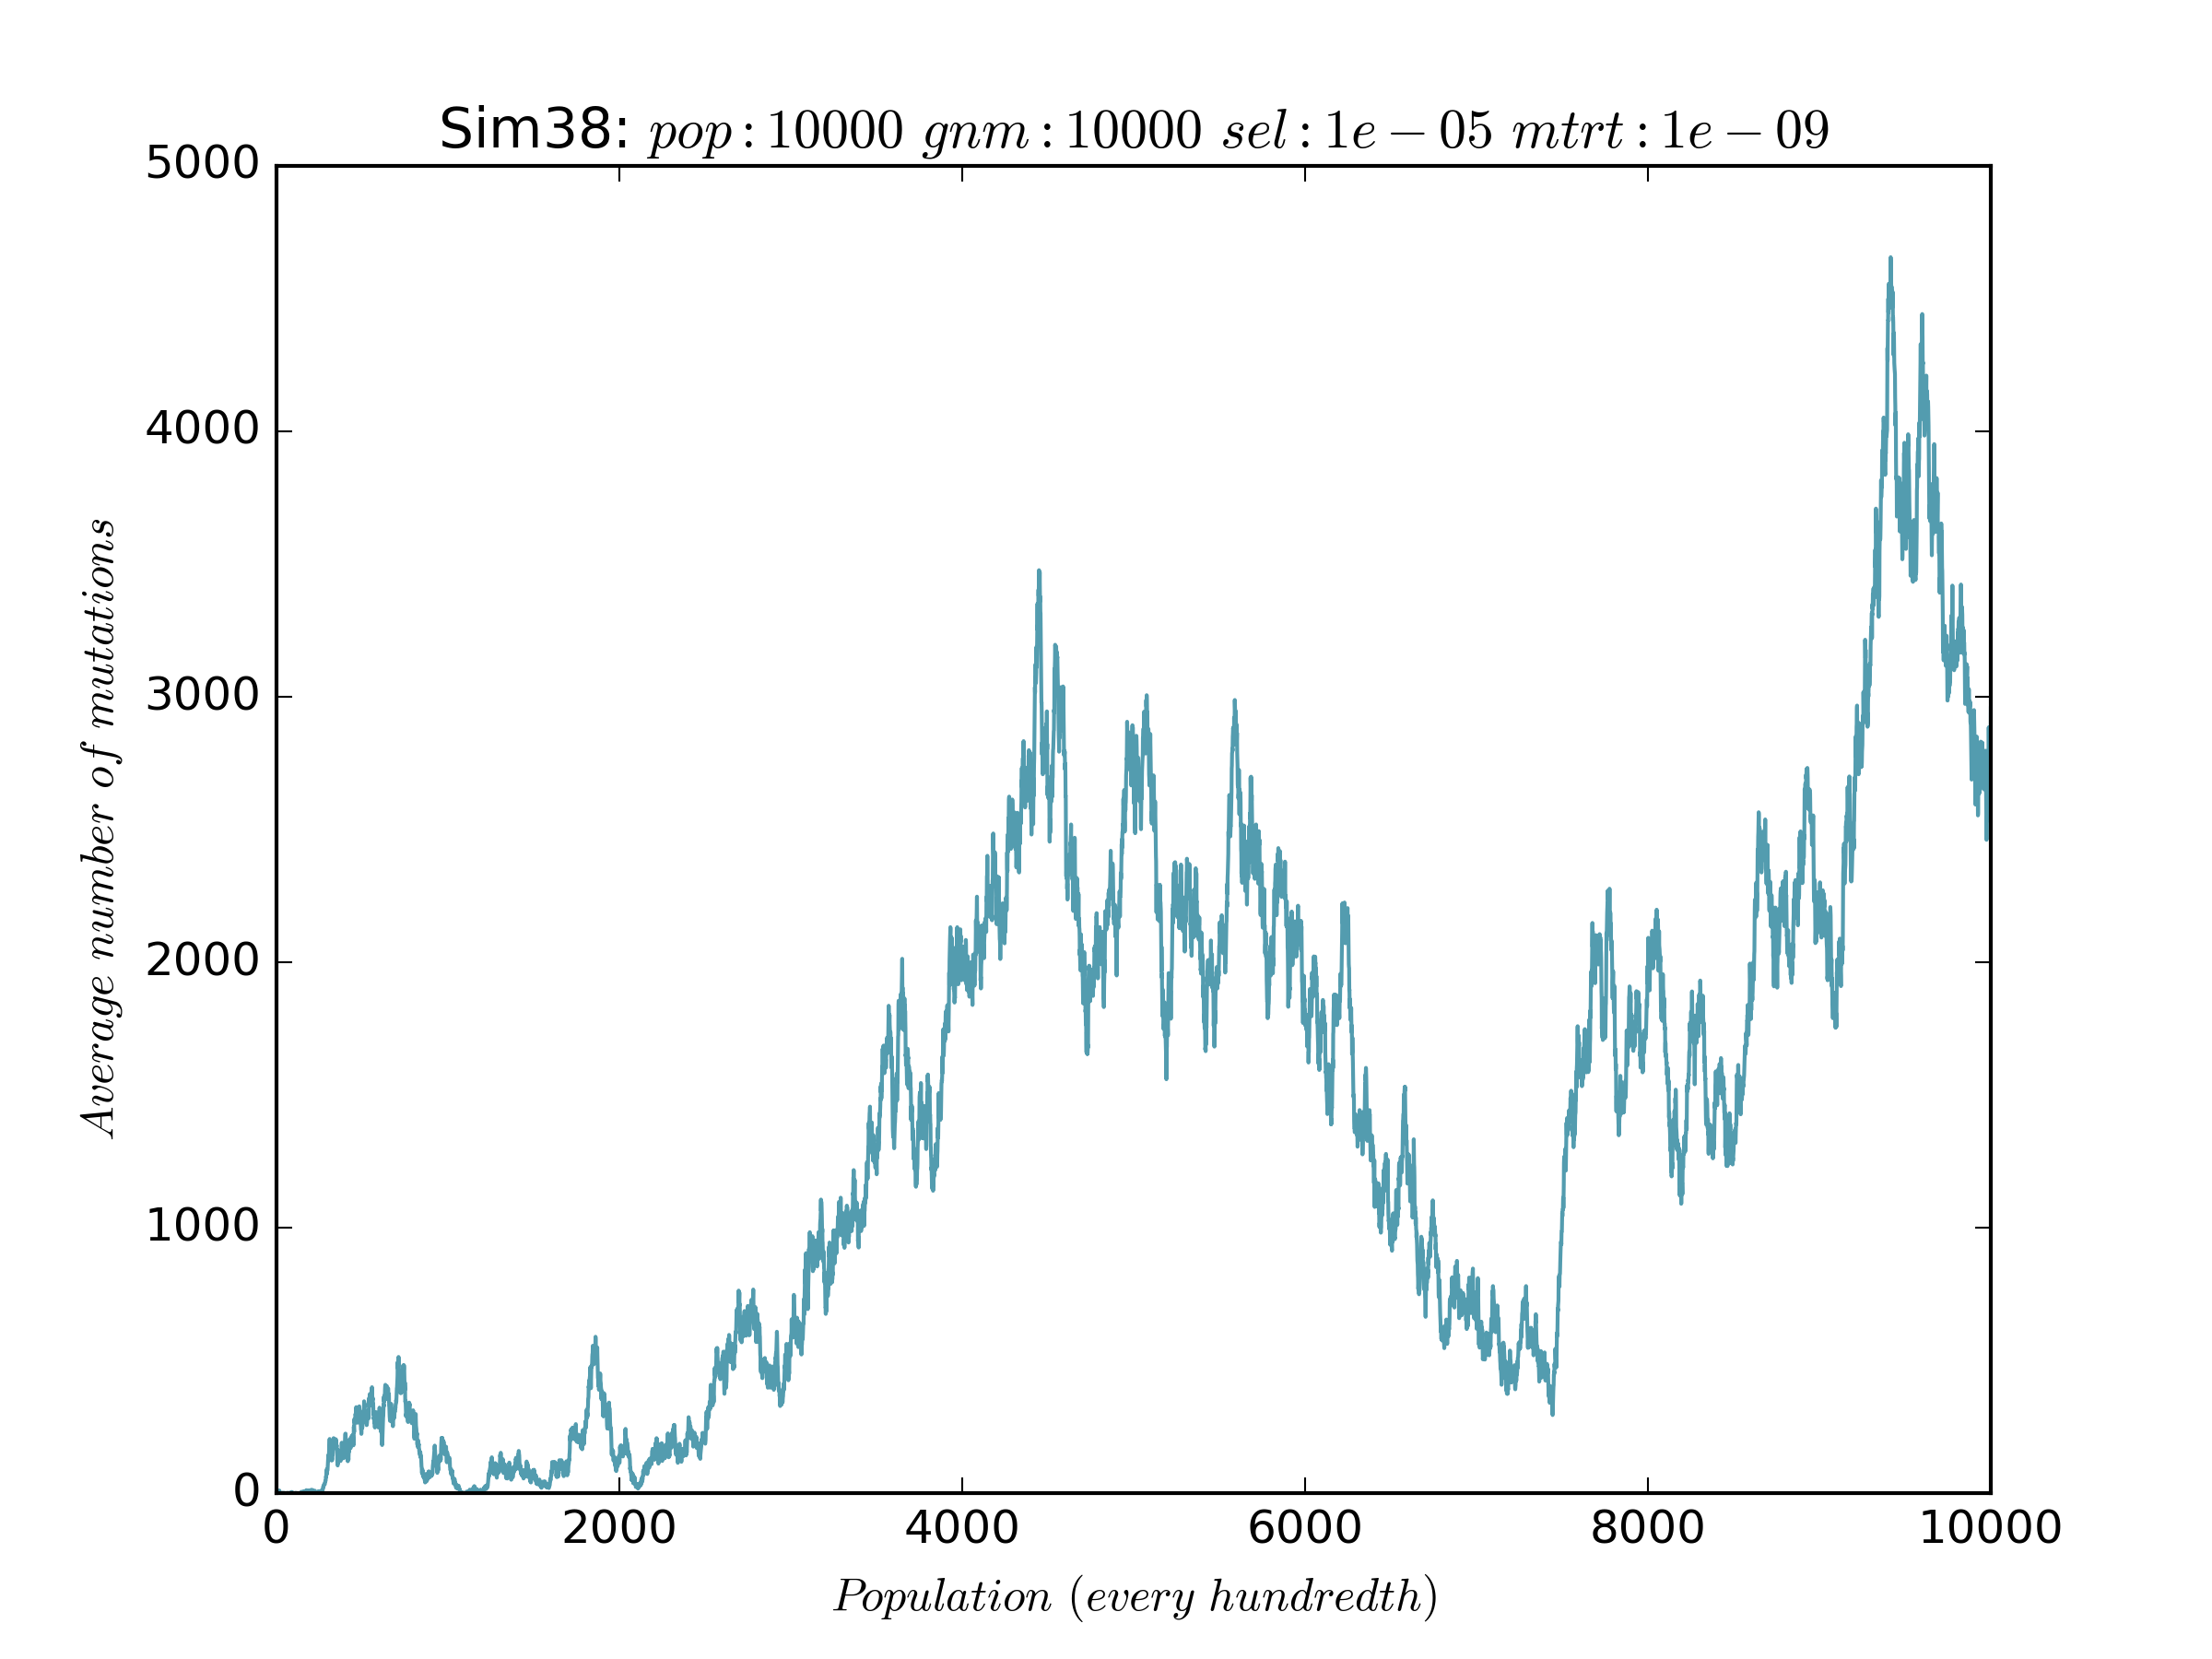 Sim38: pop : 10000 gnm : 10000 sel : 1e − 05 mtrt : 1e − 09
5000
4000
3000
2000
1000
0
Average number of mutations
0 2000 4000 6000 8000 10000
Population (every hundredth)